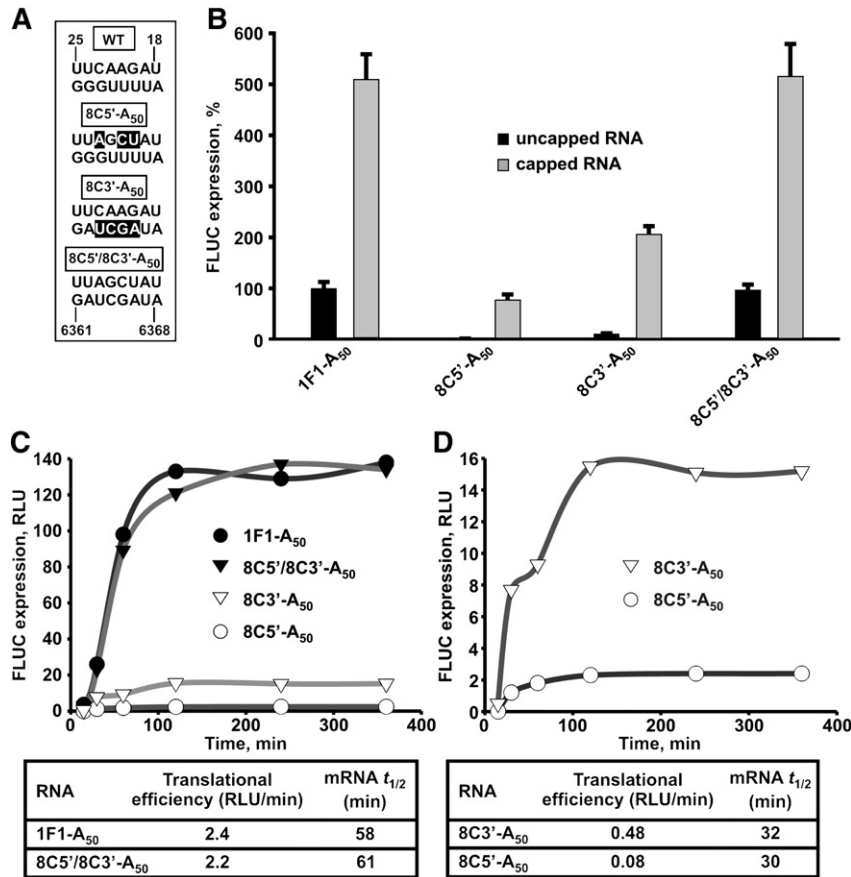 A
25 WT 18
UUCAAGAU
GGGUUUUA
8C5'-A50
UUAGCUAU
GGGUUUUA
8C3'-A50
UUCAAGAU
GAUCGAUA
8C5'/8C3'-A50
UUAGCUAU
GAUCGAUA
6361 6368
B
FLUC expression, %
600
500
400
300
200
100
0
uncapped RNA
capped RNA
1F1-A50
8C5'-A50
8C3'-A50
8C5'/8C3'-A50
C
FLUC expression, RLU
140
120
100
80
60
40
20
0
1F1-A50
8C5'/8C3'-A50
8C3'-A50
8C5'-A50
0 100 200 300 400
Time, min
RNA Translational efficiency (RLU/min) mRNA t1/2 (min)
1F1-A50 2.4 58
8C5'/8C3'-A50 2.2 61
D
FLUC expression, RLU
16
14
12
10
8
6
4
2
0
8C3'-A50
8C5'-A50
0 100 200 300 400
Time, min
RNA Translational efficiency (RLU/min) mRNA t1/2 (min)
8C3'-A50 0.48 32
8C5'-A50 0.08 30